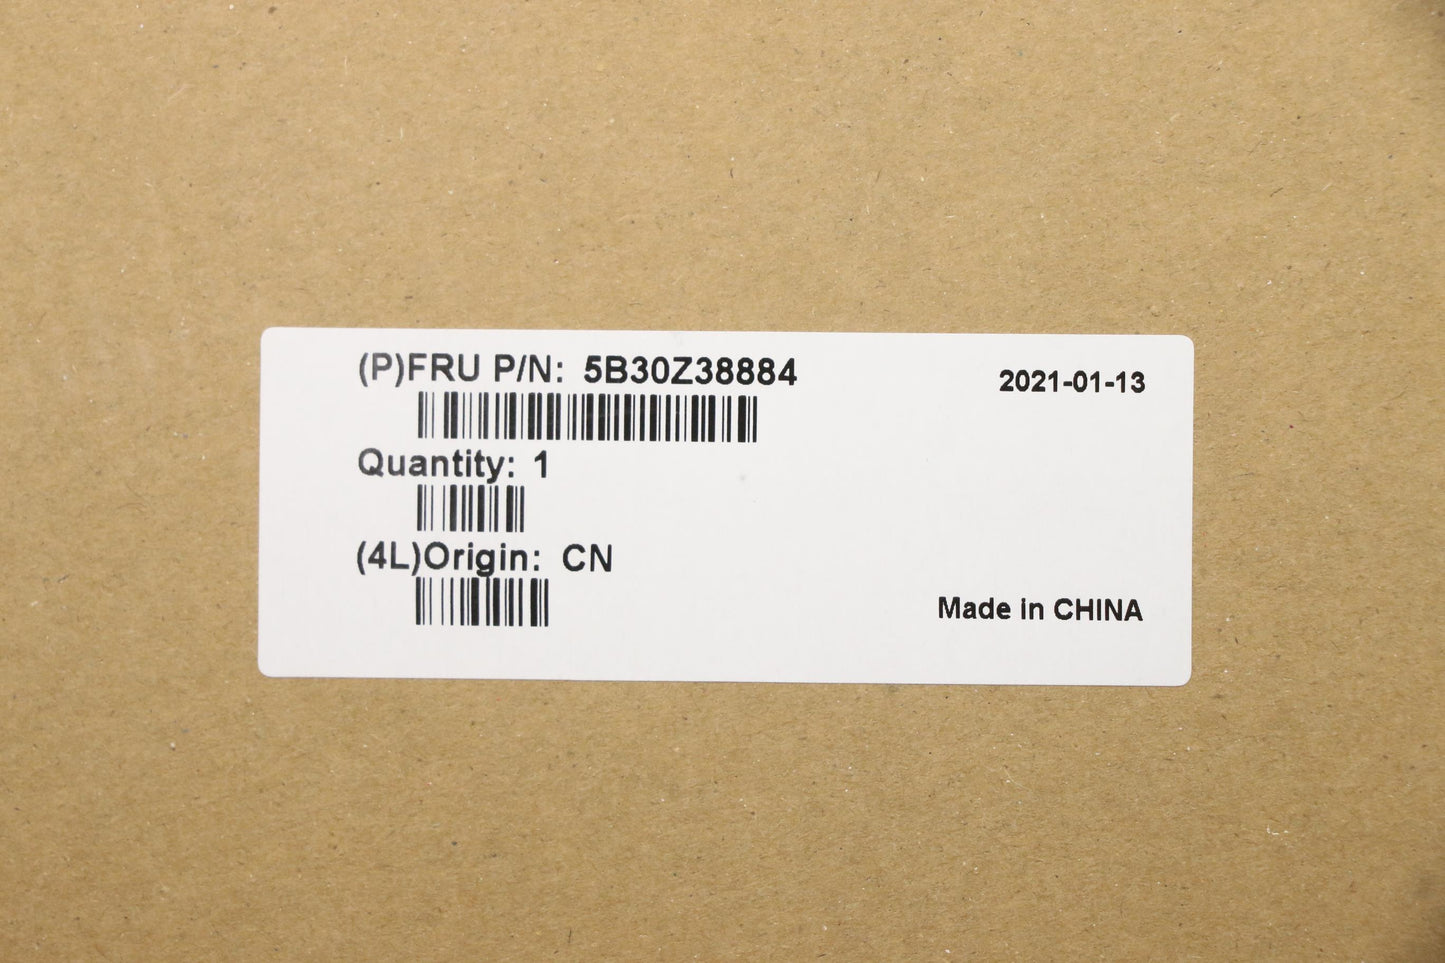 (P)FRU P/N: 5B30Z38884
2021-01-13
Quantity: 1
(4L)Origin: CN
Made in CHINA